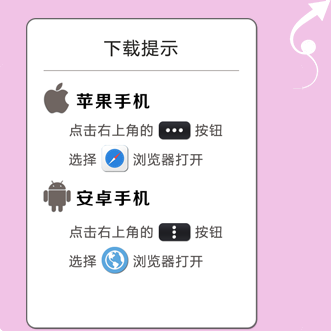 下载提示
苹果手机
点击右上角的 按钮
选择 浏览器打开
安卓手机
点击右上角的 按钮
选择 浏览器打开